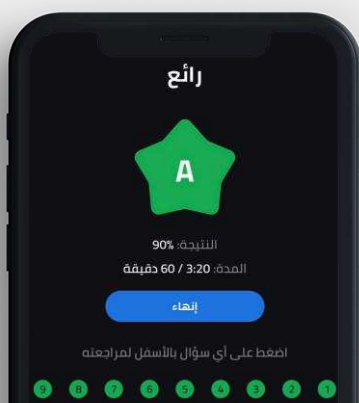 رائع
A
النتيجة: 90%
المدة: 3:20 / 60 دقيقة
إنهاء
اضغط على أي سؤال بالأسفل لمراجعته
1 2 3 4 5 6 7 8 9